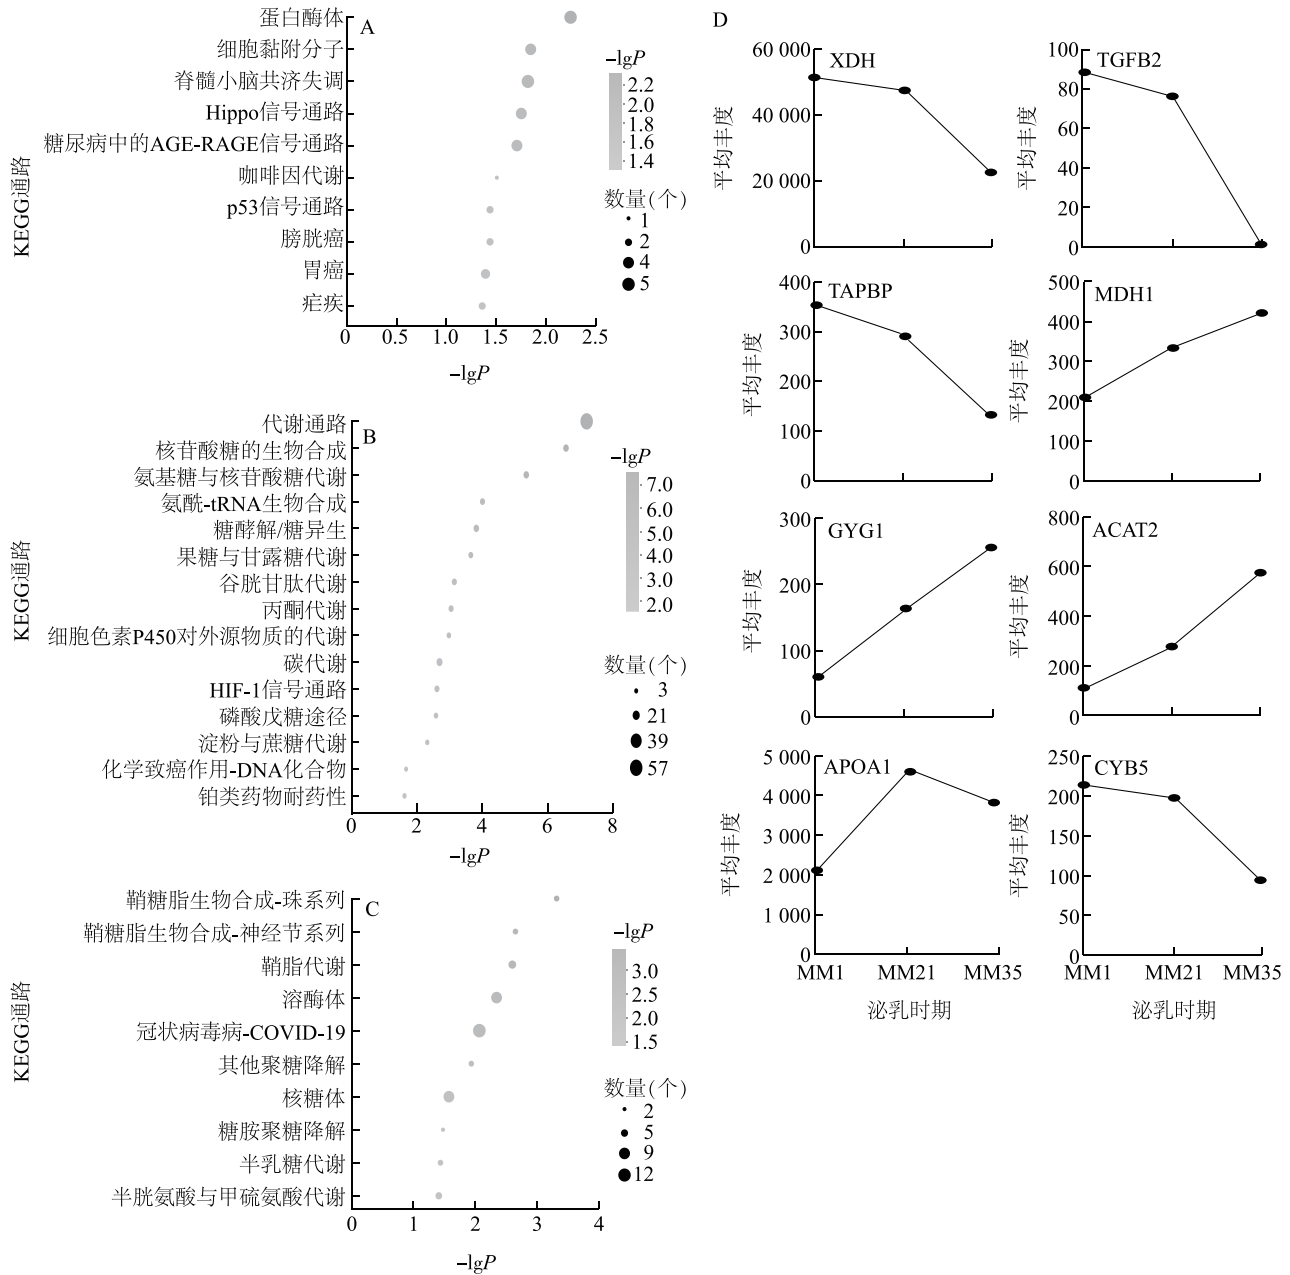 A
KEGG通路
蛋白酶体
细胞黏附分子
脊髓小脑共济失调
Hippo信号通路
糖尿病中的AGE-RAGE信号通路
咖啡因代谢
p53信号通路
膀胱癌
胃癌
疟疾
0 0.5 1.0 1.5 2.0 2.5
–lgP
–lgP
2.2
2.0
1.8
1.6
1.4
数量(个)
1
2
4
5
B
KEGG通路
代谢通路
核苷酸糖的生物合成
氨基糖与核苷酸糖代谢
氨酰-tRNA生物合成
糖酵解/糖异生
果糖与甘露糖代谢
谷胱甘肽代谢
丙酮代谢
细胞色素P450对外源物质的代谢
碳代谢
HIF-1信号通路
磷酸戊糖途径
淀粉与蔗糖代谢
化学致癌作用-DNA化合物
铂类药物耐药性
0 2 4 6 8
–lgP
–lgP
7.0
6.0
5.0
4.0
3.0
2.0
数量(个)
3
21
39
57
C
KEGG通路
鞘糖脂生物合成-珠系列
鞘糖脂生物合成-神经节系列
鞘脂代谢
溶酶体
冠状病毒病-COVID-19
其他聚糖降解
核糖体
糖胺聚糖降解
半乳糖代谢
半胱氨酸与甲硫氨酸代谢
0 1 2 3 4
–lgP
–lgP
3.0
2.5
2.0
1.5
数量(个)
2
5
9
12
D
XDH
平均丰度
60 000
40 000
20 000
0
TGFB2
平均丰度
100
80
60
40
20
0
TAPBP
平均丰度
400
300
200
100
0
MDH1
平均丰度
500
400
300
200
100
0
GYG1
平均丰度
300
200
100
0
ACAT2
平均丰度
800
600
400
200
0
APOA1
平均丰度
5 000
4 000
3 000
2 000
1 000
0
MM1 MM21 MM35
泌乳时期
CYB5
平均丰度
250
200
150
100
50
0
MM1 MM21 MM35
泌乳时期